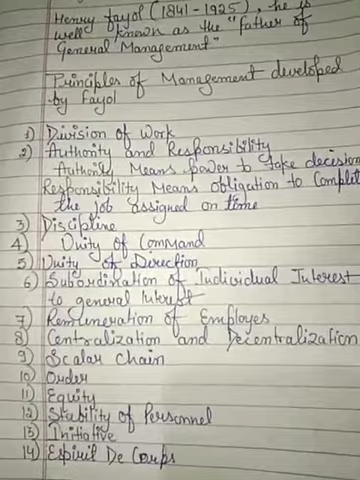 Henry fayol (1841-1925), he is
well known as the "father of
General Management"
Principles of Management developed
by Fayol
1) Division of Work
2) Authority and Responsibility
Authority Means power to take decision
Responsibility Means obligation to Complet
the job assigned on time
3) Discipline
4) Unity of Command
5) Unity of Direction
6) Subordination of Individual Interest
to general Interest
7) Remuneration of Employes
8) Centralization and Decentralization
9) Scalar Chain
10) Order
11) Equity
12) Stability of Personnel
13) Initiative
14) Espirit De Corps